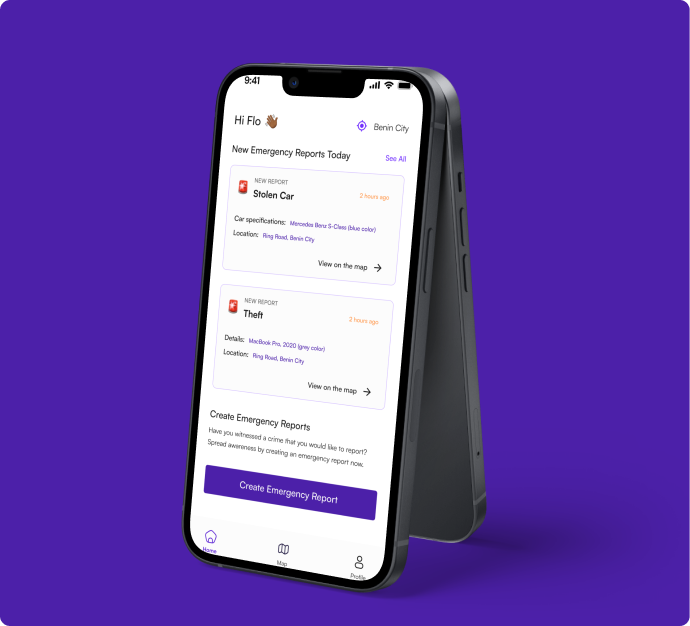 9:41
Hi Flo 👋🏾
Benin City
New Emergency Reports Today
See All
NEW REPORT
Stolen Car
2 hours ago
Car specifications: Mercedes Benz S-Class (blue color)
Location: Ring Road, Benin City
View on the map →
NEW REPORT
Theft
2 hours ago
Details: MacBook Pro, 2020 (grey color)
Location: Ring Road, Benin City
View on the map →
Create Emergency Reports
Have you witnessed a crime that you would like to report?
Spread awareness by creating an emergency report now.
Create Emergency Report
Home
Map
Profile